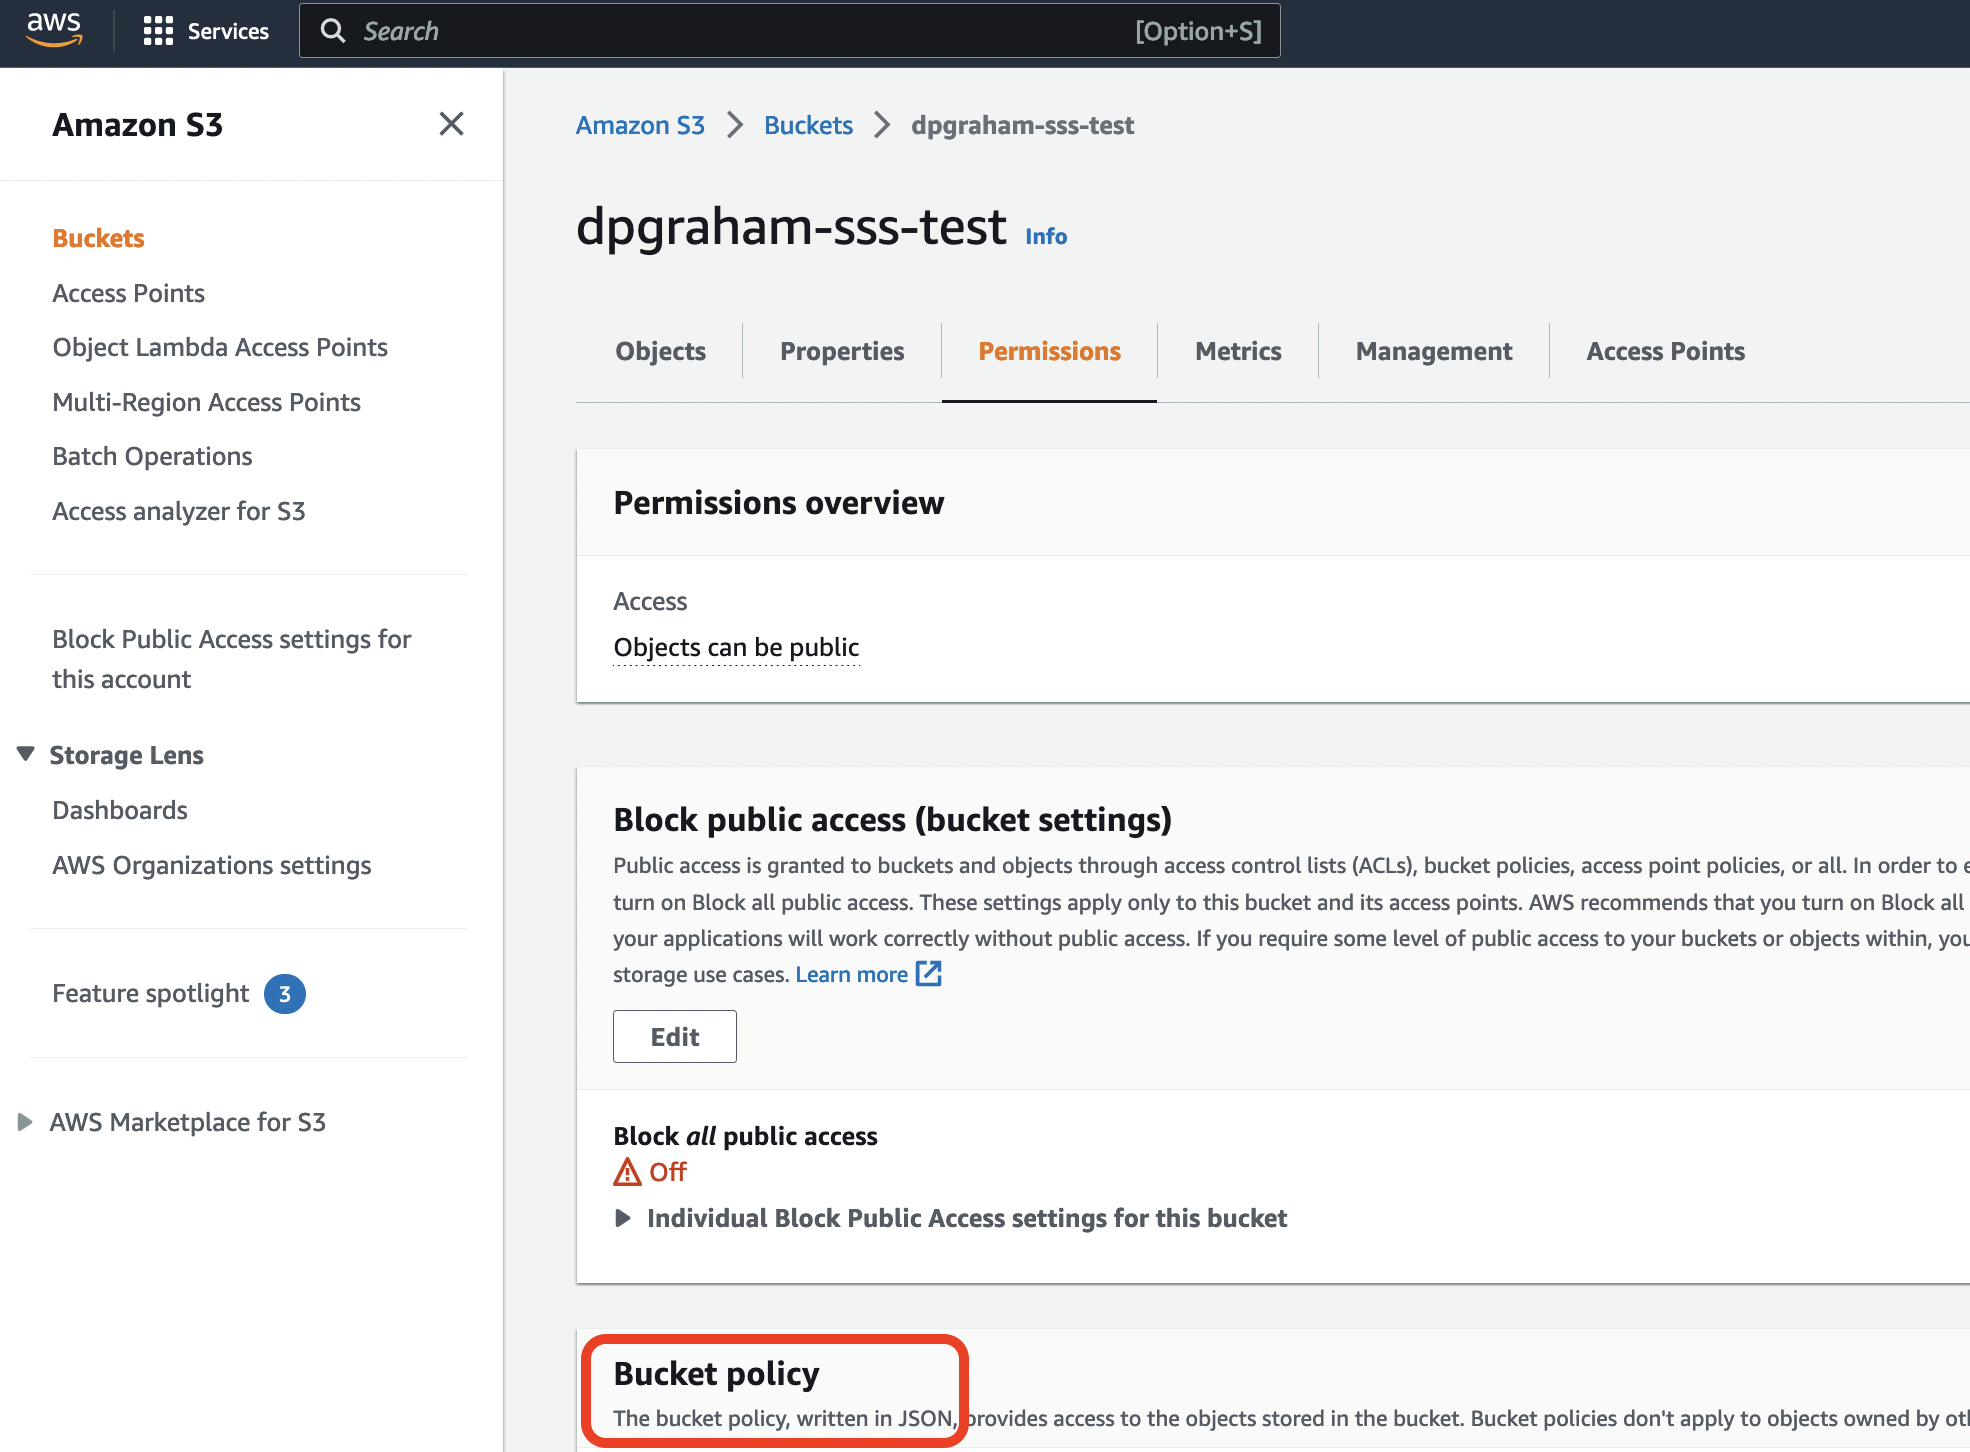 aws
Services
Search
[Option+S]
Amazon S3
Buckets
Access Points
Object Lambda Access Points
Multi-Region Access Points
Batch Operations
Access analyzer for S3
Block Public Access settings for
this account
Storage Lens
Dashboards
AWS Organizations settings
Feature spotlight 3
AWS Marketplace for S3
Amazon S3 > Buckets > dpgraham-sss-test
dpgraham-sss-test Info
Objects
Properties
Permissions
Metrics
Management
Access Points
Permissions overview
Access
Objects can be public
Block public access (bucket settings)
Public access is granted to buckets and objects through access control lists (ACLs), bucket policies, access point policies, or all. In order to
turn on Block all public access. These settings apply only to this bucket and its access points. AWS recommends that you turn on Block all
your applications will work correctly without public access. If you require some level of public access to your buckets or objects within,
storage use cases. Learn more
Edit
Block all public access
Off
Individual Block Public Access settings for this bucket
Bucket policy
The bucket policy, written in JSON, provides access to the objects stored in the bucket. Bucket policies don't apply to objects owned by